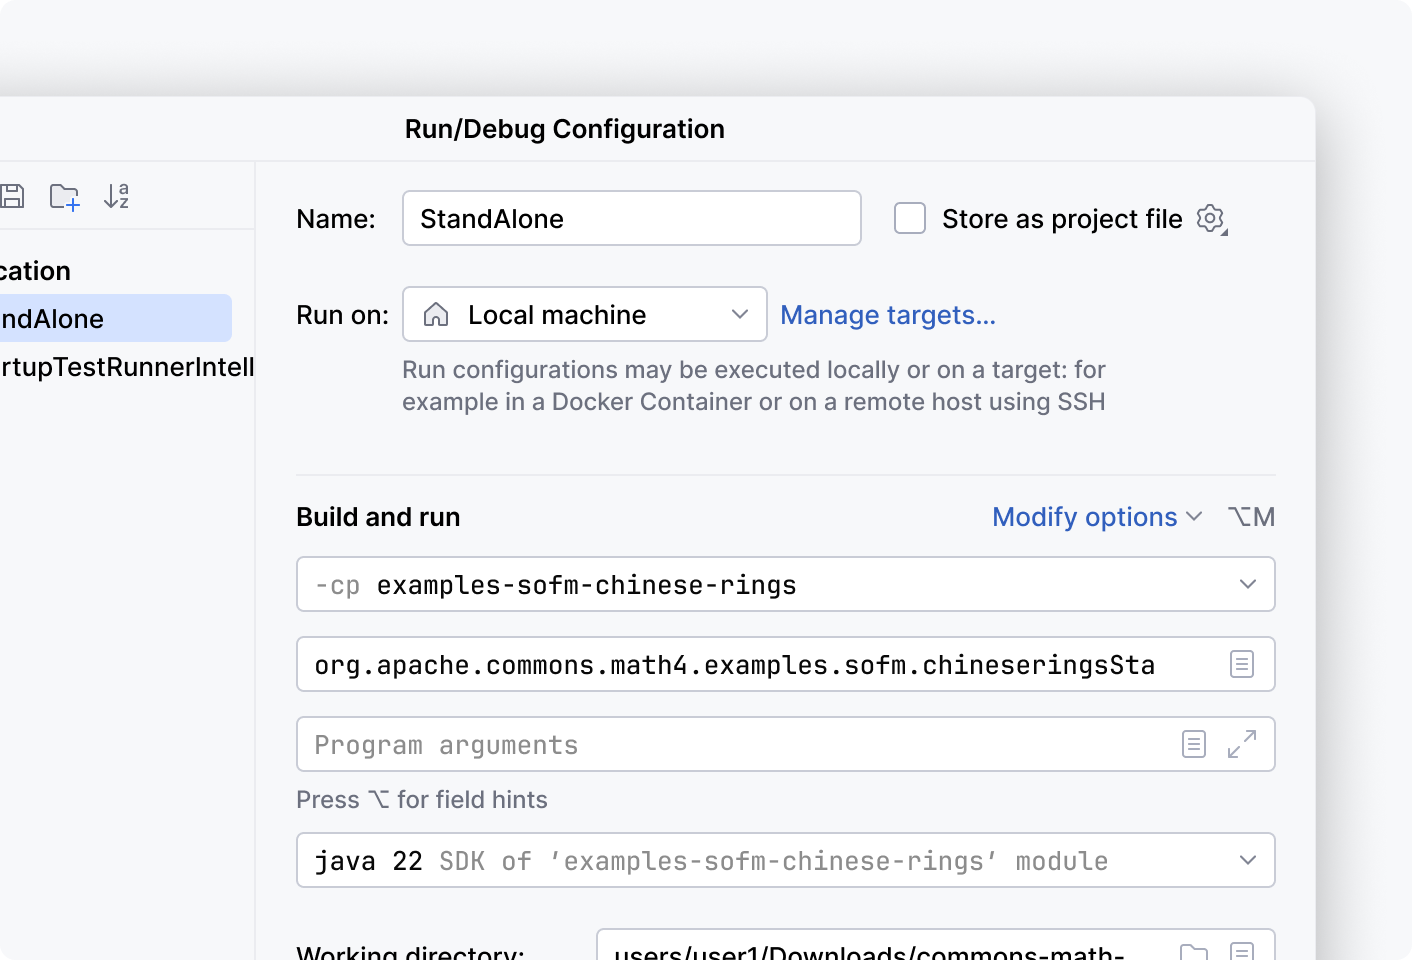 Run/Debug Configuration
cation
ndAlone
rtupTestRunnerIntell
Name: StandAlone Store as project file
Run on: Local machine Manage targets...
Run configurations may be executed locally or on a target: for
example in a Docker Container or on a remote host using SSH
Build and run Modify options ⌥M
-cp examples-sofm-chinese-rings
org.apache.commons.math4.examples.sofm.chineseringsSta
Program arguments
Press ⌥ for field hints
java 22 SDK of ’examples-sofm-chinese-rings’ module
Working directory: users/user1/Downloads/commons-math-